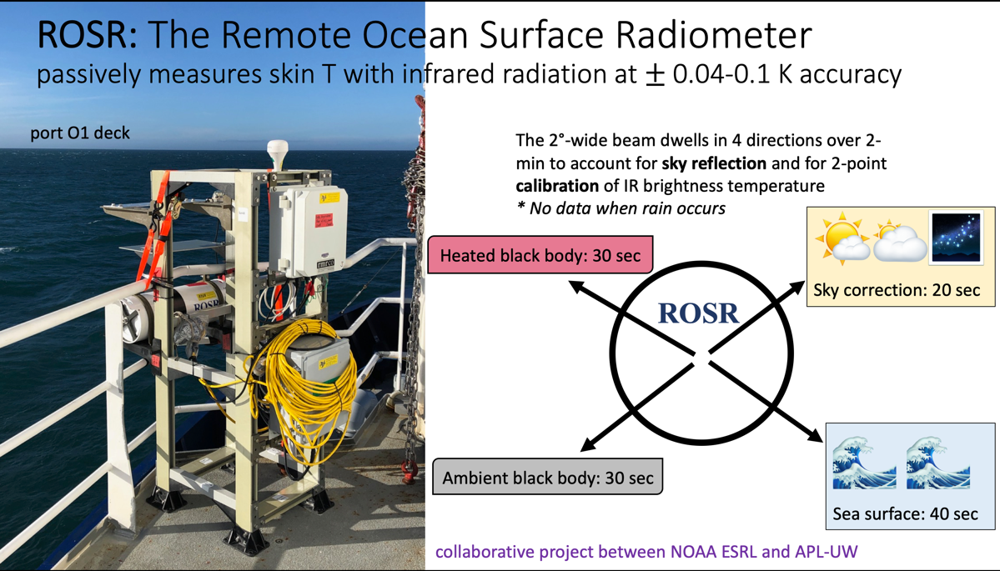 ROSR: The Remote Ocean Surface Radiometer
passively measures skin T with infrared radiation at ± 0.04-0.1 K accuracy
port O1 deck
The 2°-wide beam dwells in 4 directions over 2-
min to account for sky reflection and for 2-point
calibration of IR brightness temperature
* No data when rain occurs
Heated black body: 30 sec
Sky correction: 20 sec
ROSR
Ambient black body: 30 sec
Sea surface: 40 sec
collaborative project between NOAA ESRL and APL-UW
rmrco
ROSR